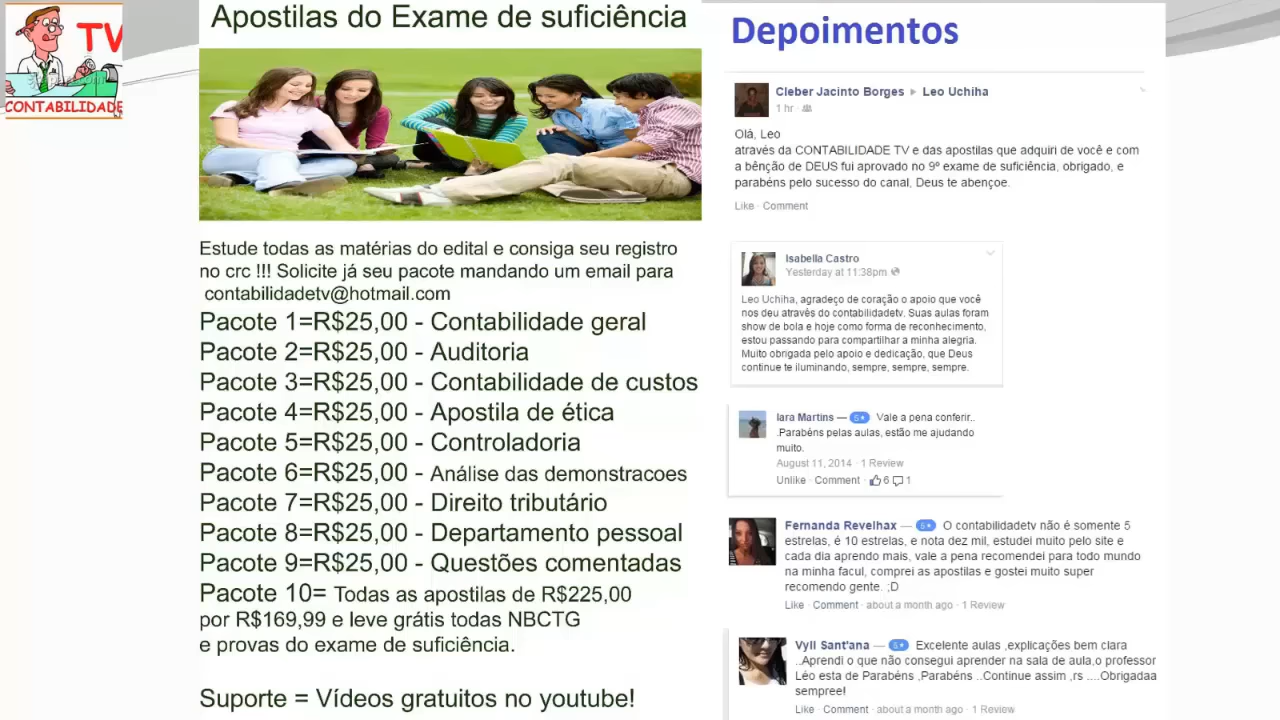 TV
CONTABILIDADE
Apostilas do Exame de suficiência
Estude todas as matérias do edital e consiga seu registro
no crc !!! Solicite já seu pacote mandando um email para
contabilidadetv@hotmail.com
Pacote 1=R$25,00 - Contabilidade geral
Pacote 2=R$25,00 - Auditoria
Pacote 3=R$25,00 - Contabilidade de custos
Pacote 4=R$25,00 - Apostila de ética
Pacote 5=R$25,00 - Controladoria
Pacote 6=R$25,00 - Análise das demonstracoes
Pacote 7=R$25,00 - Direito tributário
Pacote 8=R$25,00 - Departamento pessoal
Pacote 9=R$25,00 - Questões comentadas
Pacote 10= Todas as apostilas de R$225,00
por R$169,99 e leve grátis todas NBCTG
e provas do exame de suficiência.
Suporte = Vídeos gratuitos no youtube!
Depoimentos
Cleber Jacinto Borges ▸ Leo Uchiha
1 hr ·
Olá, Leo
através da CONTABILIDADE TV e das apostilas que adquiri de você e com
a bênção de DEUS fui aprovado no 9º exame de suficiência, obrigado, e
parabéns pelo sucesso do canal, Deus te abençoe.
Like · Comment
Isabella Castro
Yesterday at 11:38pm ·
Leo Uchiha, agradeço de coração o apoio que você
nos deu através do contabilidadetv. Suas aulas foram
show de bola e hoje como forma de reconhecimento,
estou passando para compartilhar a minha alegria.
Muito obrigada pelo apoio e dedicação, que Deus
continue te iluminando, sempre, sempre, sempre.
Iara Martins — 5★ Vale a pena conferir..
.Parabéns pelas aulas, estão me ajudando
muito.
August 11, 2014 · 1 Review
Unlike · Comment · 6 1
Fernanda Revelhax — 5★ O contabilidadetv não é somente 5
estrelas, é 10 estrelas, e nota dez mil, estudei muito pelo site e
cada dia aprendo mais, vale a pena recomendei para todo mundo
na minha facul, comprei as apostilas e gostei muito super
recomendo gente. ;D
Like · Comment · about a month ago · 1 Review
Vyll Sant'ana — 5★ Excelente aulas ,explicações bem clara
..Aprendi o que não consegui aprender na sala de aula,o professor
Léo esta de Parabéns ,Parabéns ..Continue assim ,rs ....Obrigadaa
sempree!
Like · Comment · about a month ago · 1 Review